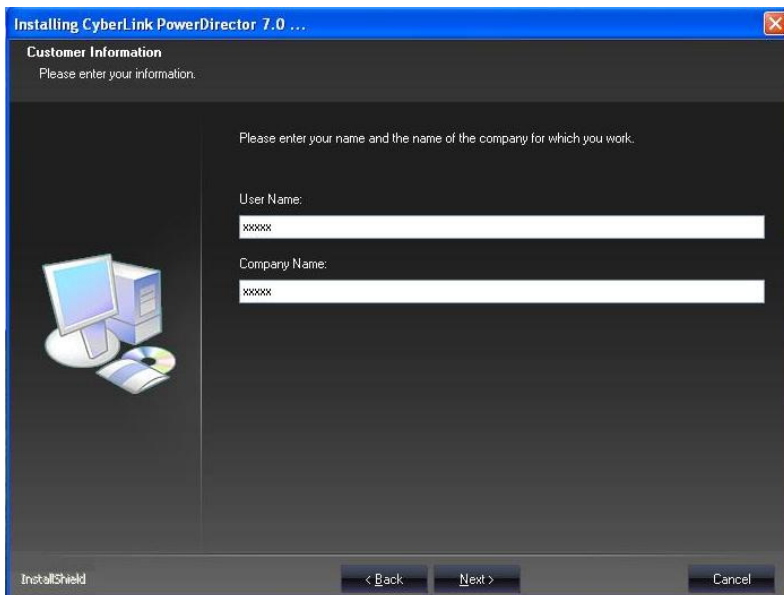 Installing CyberLink PowerDirector 7.0 ...
Customer Information
Please enter your information.
Please enter your name and the name of the company for which you work.
User Name:
xxxxx
Company Name:
xxxxx
InstallShield
< Back
Next >
Cancel